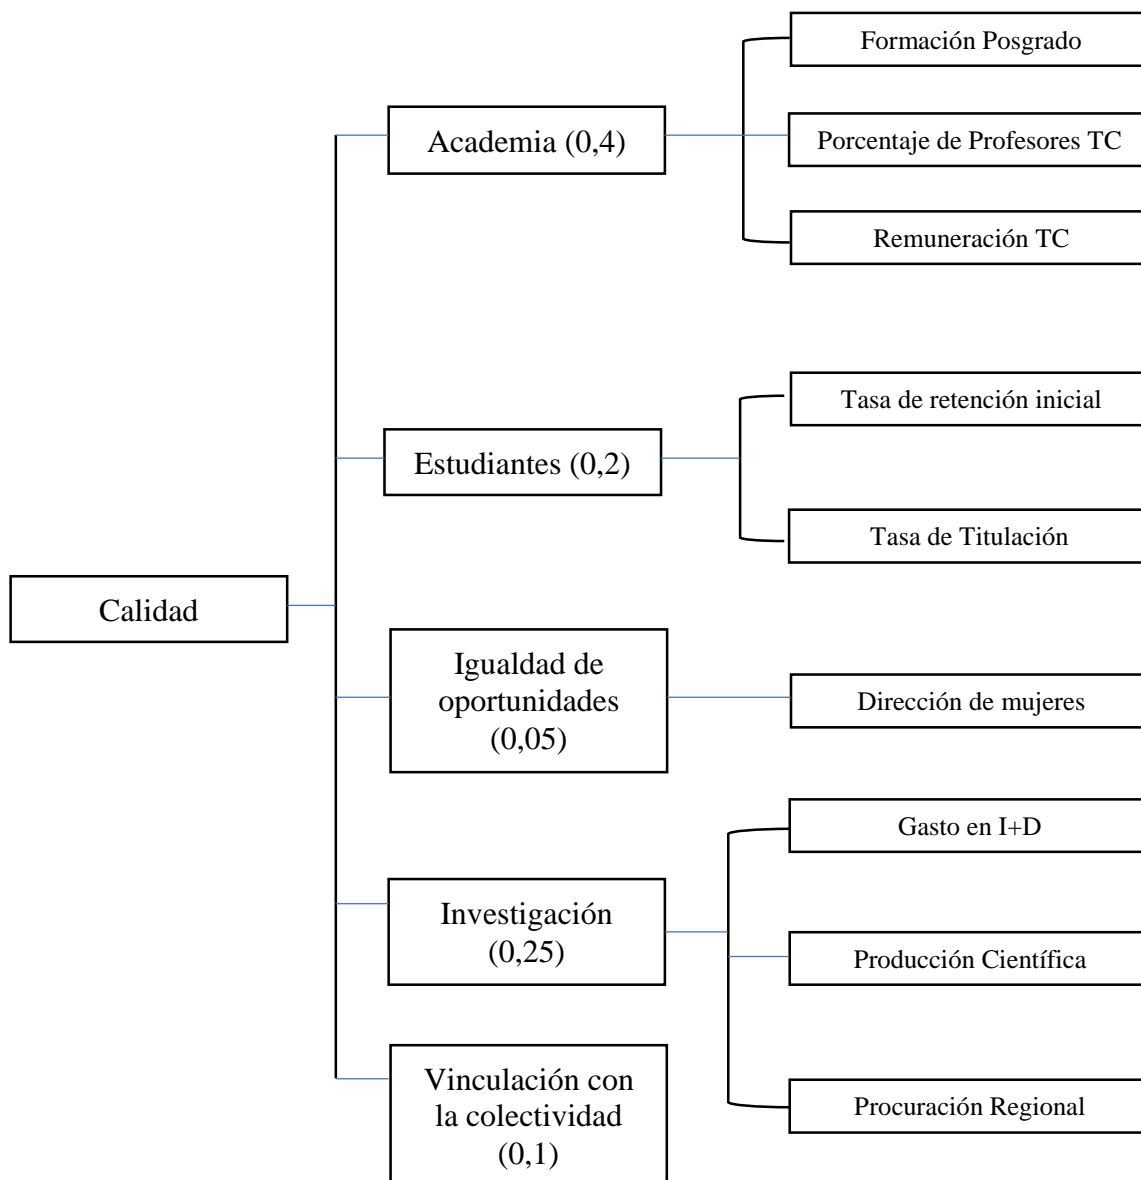 Calidad
Academia (0,4)
Formación Posgrado
Porcentaje de Profesores TC
Remuneración TC
Estudiantes (0,2)
Tasa de retención inicial
Tasa de Titulación
Igualdad de
oportunidades
(0,05)
Dirección de mujeres
Investigación
(0,25)
Gasto en I+D
Producción Científica
Procuración Regional
Vinculación con
la colectividad
(0,1)